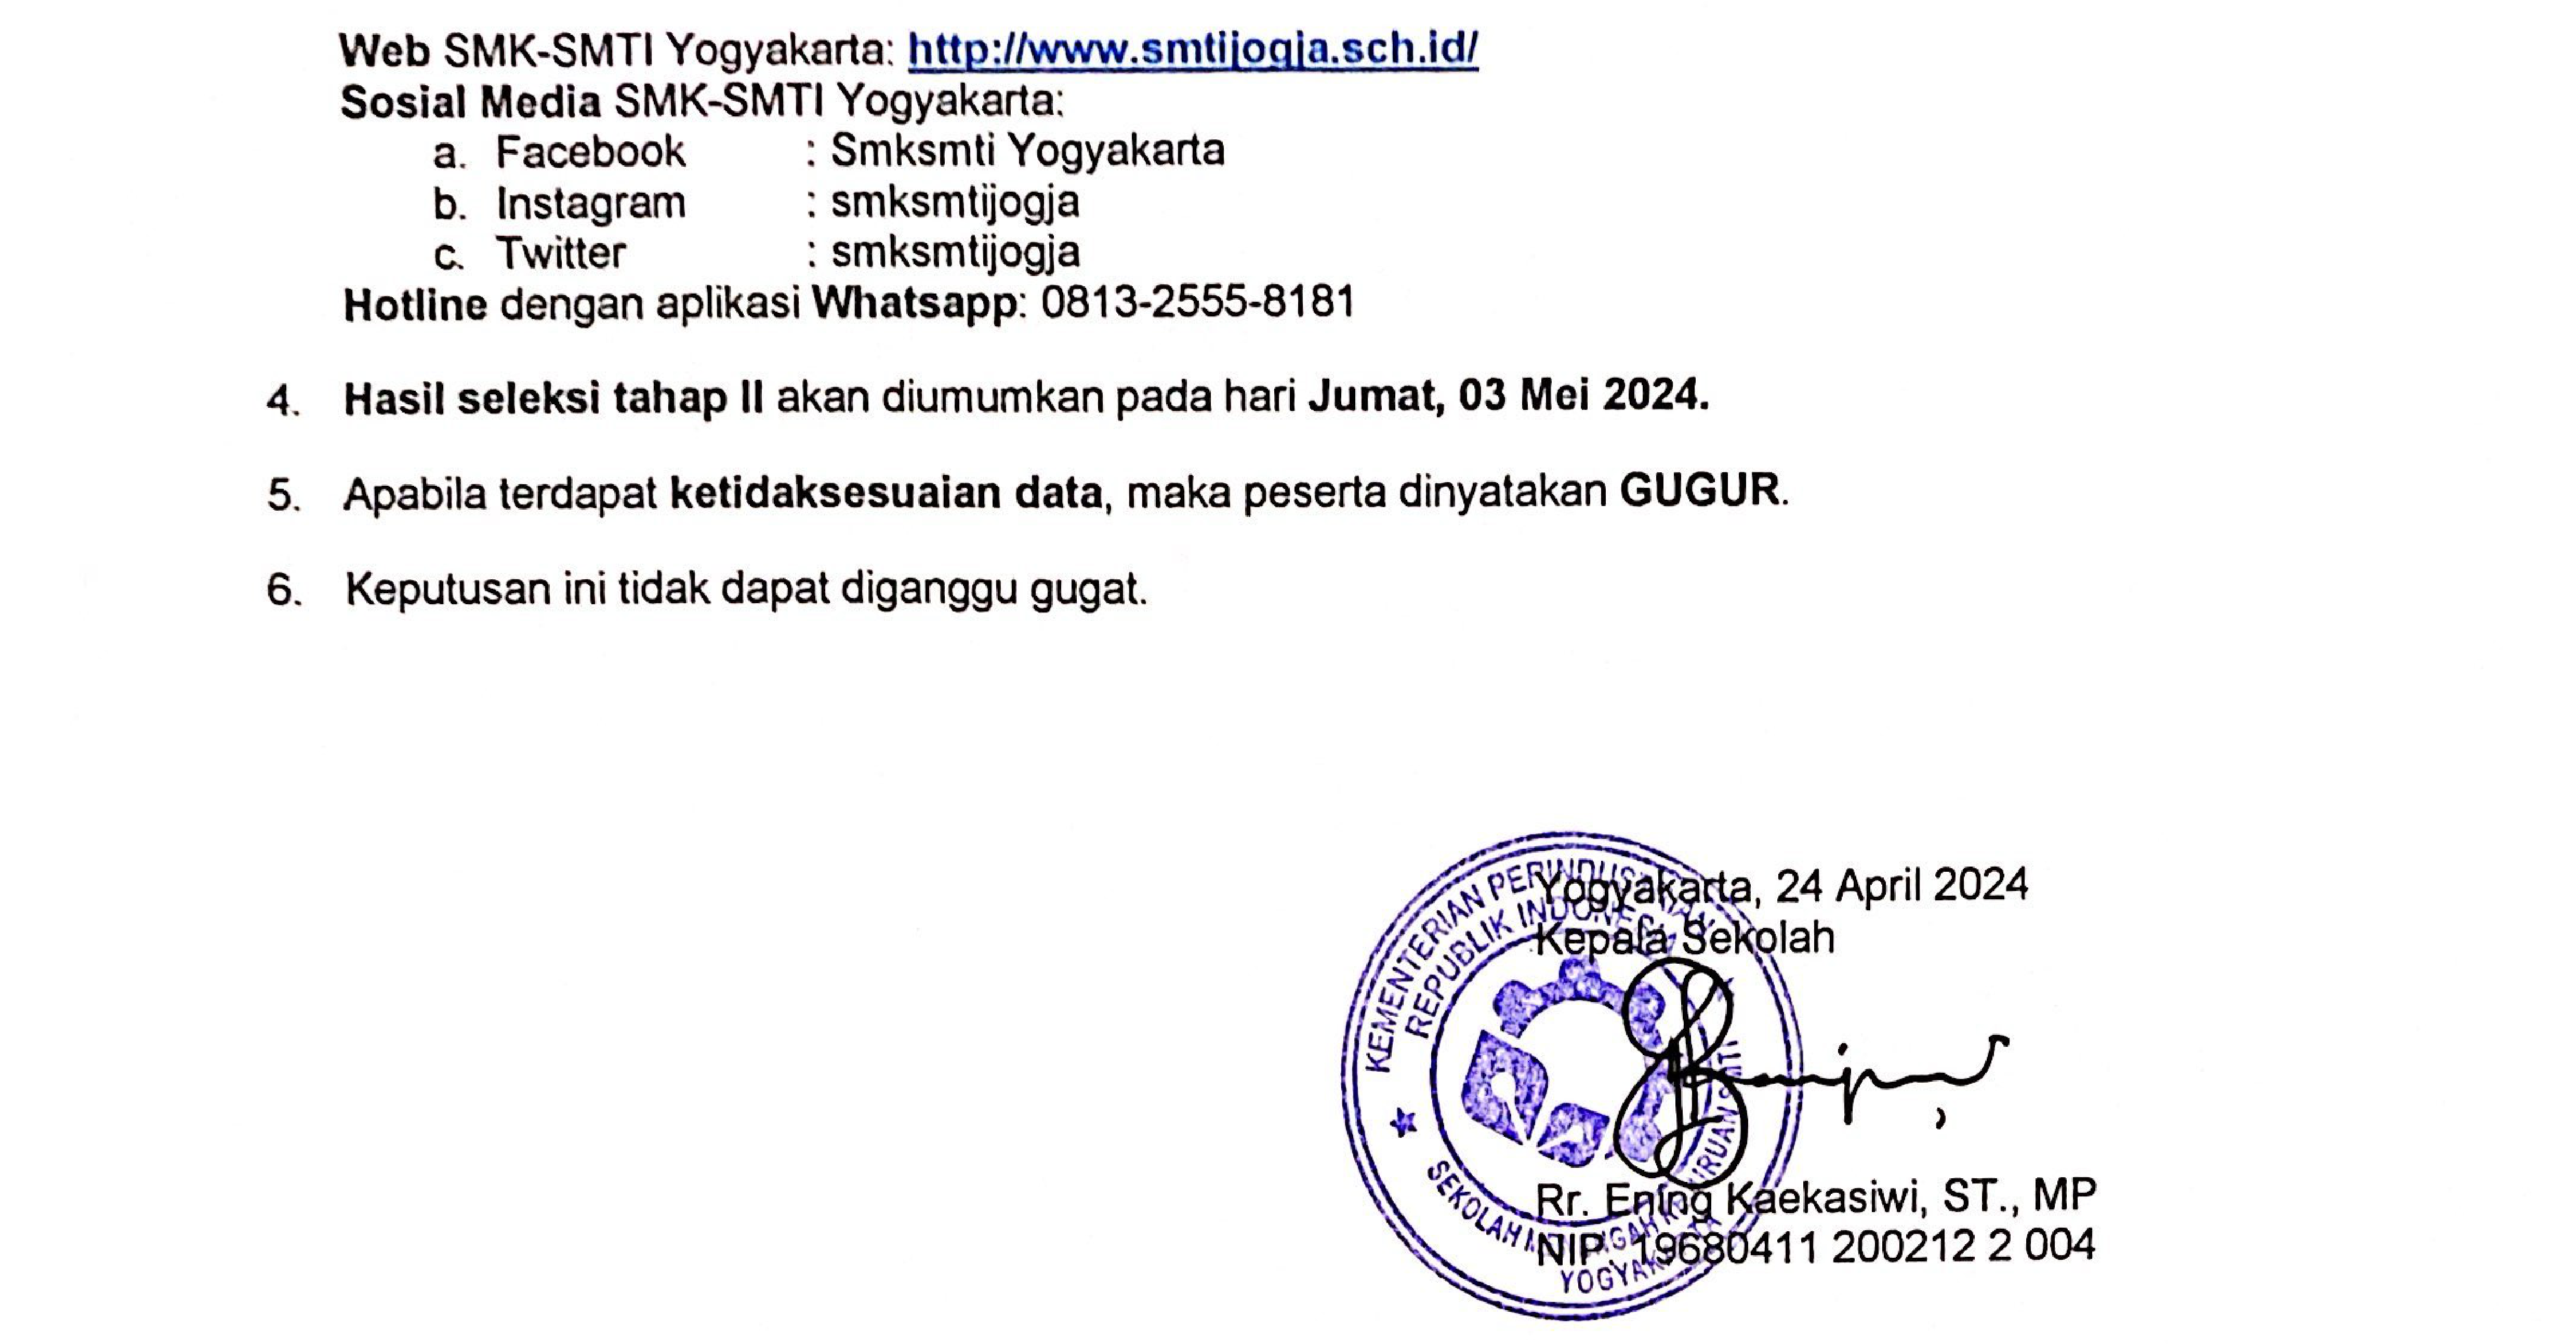 Web SMK-SMTI Yogyakarta: http://www.smtijogja.sch.id/
Sosial Media SMK-SMTI Yogyakarta:
a. Facebook : Smksmti Yogyakarta
b. Instagram : smksmtijogja
c. Twitter : smksmtijogja
Hotline dengan aplikasi Whatsapp: 0813-2555-8181
4. Hasil seleksi tahap II akan diumumkan pada hari Jumat, 03 Mei 2024.
5. Apabila terdapat ketidaksesuaian data, maka peserta dinyatakan GUGUR.
6. Keputusan ini tidak dapat diganggu gugat.
Yogyakarta, 24 April 2024
Kepala Sekolah
KEMENTERIAN PERINDUSTRIAN
REPUBLIK INDONESIA
SEKOLAH MENENGAH KEJURUAN SMTI
YOGYAKARTA
Rr. Ening Kaekasiwi, ST., MP
NIP. 19680411 200212 2 004